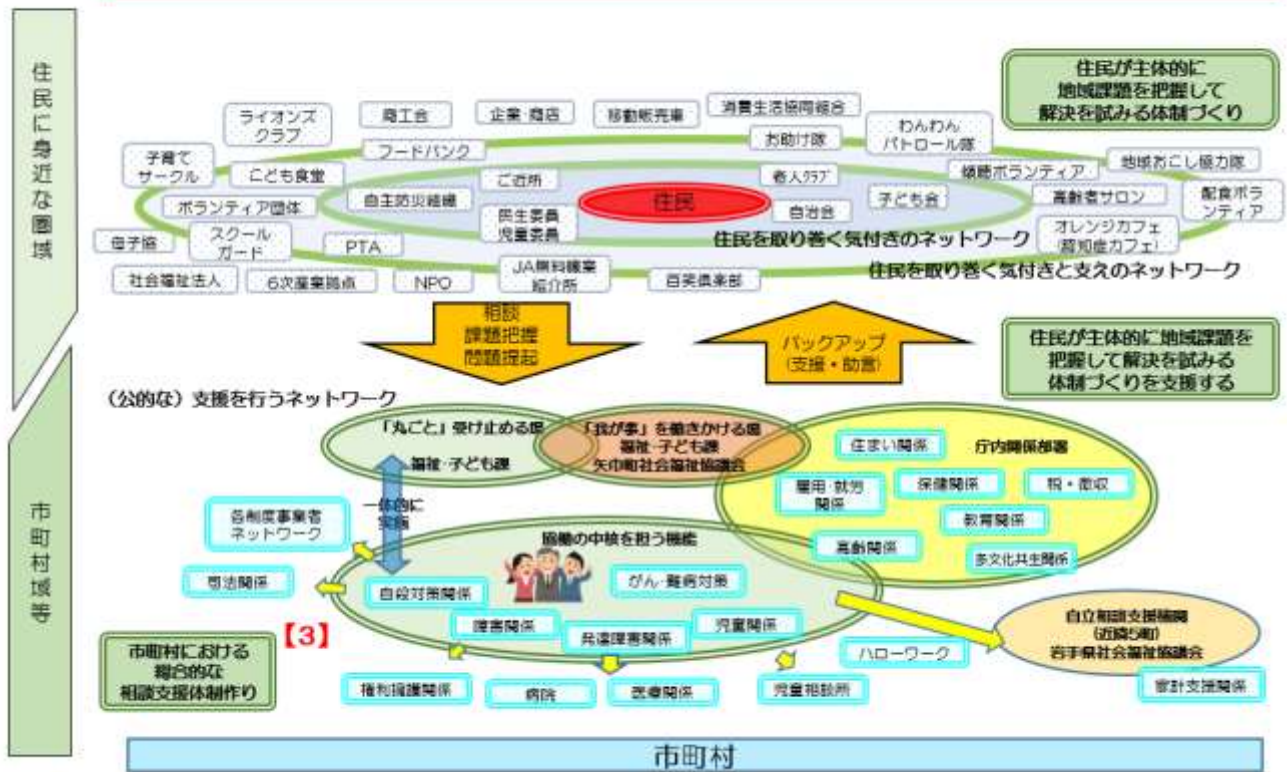 住民に身近な圏域
住民が主体的に
地域課題を把握して
解決を試みる体制づくり
ライオンズ
クラブ
商工会
企業・商店
移動販売車
消費生活協同組合
お助け隊
わんわん
パトロール隊
フードバンク
子育て
サークル
こども食堂
ご近所
老人クラブ
傾聴ボランティア
地域おこし協力隊
ボランティア団体
自主防災組織
住民
子ども会
高齢者サロン
配食ボラ
ンティア
民生委員
児童委員
自治会
母子協
スクール
ガード
PTA
住民を取り巻く気付きのネットワーク
オレンジカフェ
(認知症カフェ)
社会福祉法人
6次産業拠点
NPO
JA無料職業
紹介所
百笑倶楽部
住民を取り巻く気付きと支えのネットワーク
相談
課題把握
問題提起
バックアップ
(支援・助言)
住民が主体的に地域課題を
把握して解決を試みる
体制づくりを支援する
市町村域等
(公的な)支援を行うネットワーク
「丸ごと」受け止める場
福祉・子ども課
「我が事」を働きかける場
福祉・子ども課
矢巾町社会福祉協議会
住まい関係
庁内関係部署
雇用・就労
関係
保健関係
税・徴収
教育関係
高齢関係
多文化共生関係
一体的に
実施
各制度事業者
ネットワーク
協働の中核を担う機能
司法関係
自殺対策関係
がん・難病対策
障害関係
発達障害関係
児童関係
【3】
市町村における
総合的な
相談支援体制作り
権利擁護関係
病院
医療関係
児童相談所
ハローワーク
自立相談支援機関
(近隣5町)
岩手県社会福祉協議会
家計支援関係
市町村